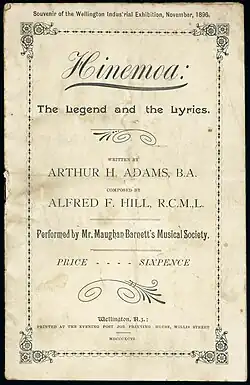 Souvenir of the Wellington Industrial Exhibition, November, 1896.
Hinemoa:
The Legend and the Lyrics.
WRITTEN BY
ARTHUR H. ADAMS, B.A.
COMPOSED BY
ALFRED F. HILL, R.C.M.,L.
Performed by Mr. Maughan Barnett's Musical Society.
PRICE - - - - SIXPENCE
Wellington, N.Z.:
PRINTED AT THE EVENING POST JOB PRINTING HOUSE, WILLIS STREET
MDCCCXCVI